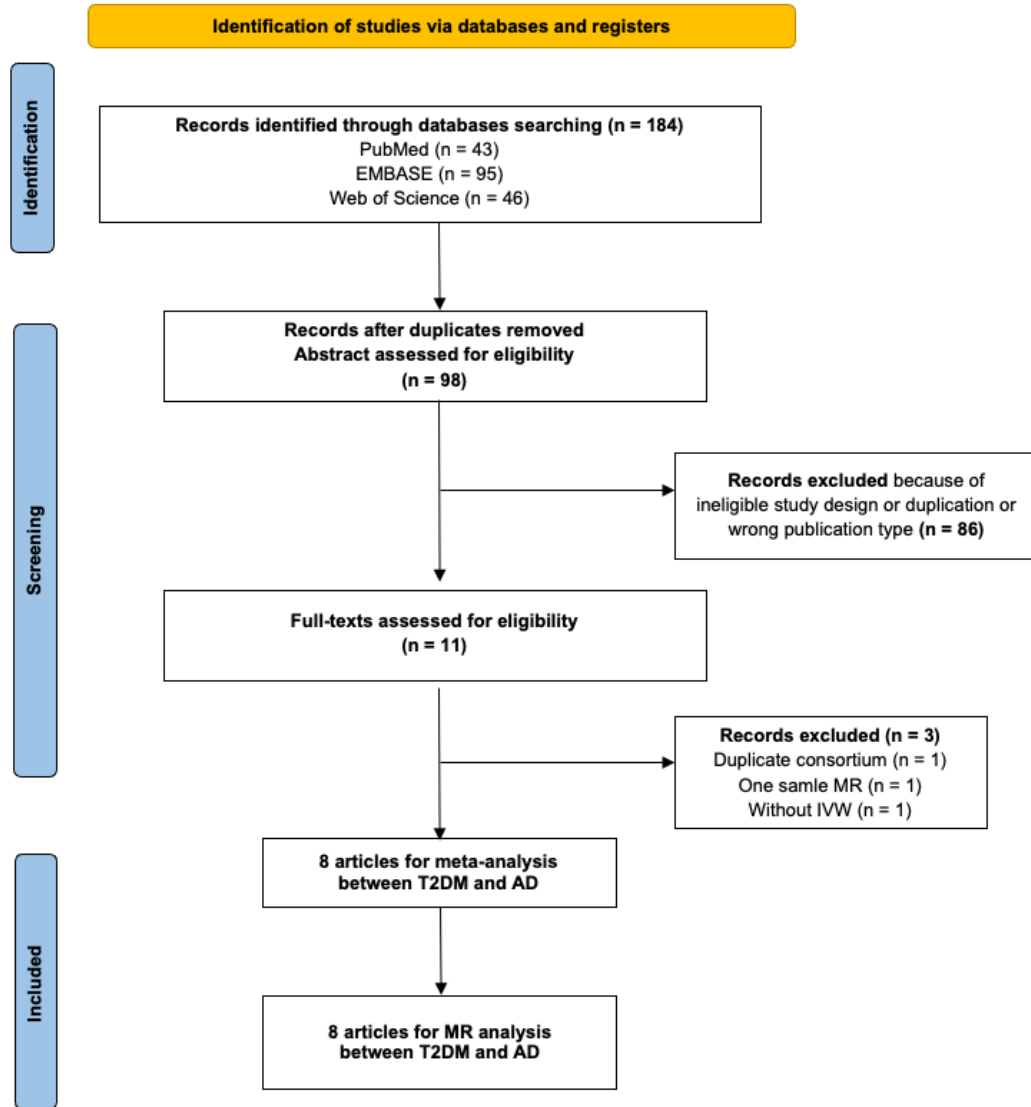 Identification of studies via databases and registers
Identification
Records identified through databases searching (n = 184)
PubMed (n = 43)
EMBASE (n = 95)
Web of Science (n = 46)
Screening
Records after duplicates removed
Abstract assessed for eligibility
(n = 98)
Records excluded because of
ineligible study design or duplication or
wrong publication type (n = 86)
Full-texts assessed for eligibility
(n = 11)
Records excluded (n = 3)
Duplicate consortium (n = 1)
One samle MR (n = 1)
Without IVW (n = 1)
Included
8 articles for meta-analysis
between T2DM and AD
8 articles for MR analysis
between T2DM and AD